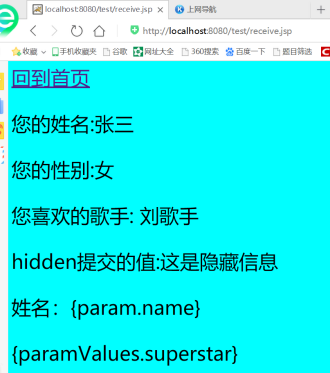 localhost:8080/test/receive.jsp
上网导航
http://localhost:8080/test/receive.jsp
收藏
手机收藏夹
谷歌
网址大全
360搜索
百度一下
题目筛选
回到首页
您的姓名:张三
您的性别:女
您喜欢的歌手: 刘歌手
hidden提交的值:这是隐藏信息
姓名：{param.name}
{paramValues.superstar}